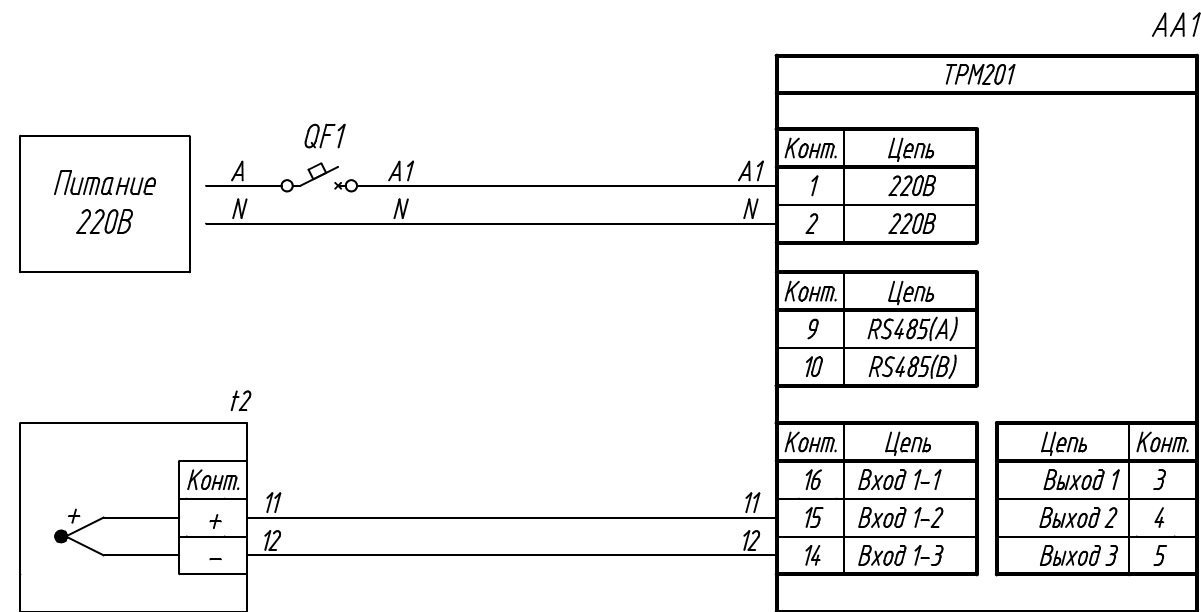 AA1
ТРМ201
QF1
Питание
220В
A
A1
A1
N
N
N
Конт. Цепь
1 220В
2 220В
Конт. Цепь
9 RS485(A)
10 RS485(B)
t2
Конт.
+
+
−
11
11
12
12
Конт. Цепь
16 Вход 1-1
15 Вход 1-2
14 Вход 1-3
Цепь Конт.
Выход 1 3
Выход 2 4
Выход 3 5